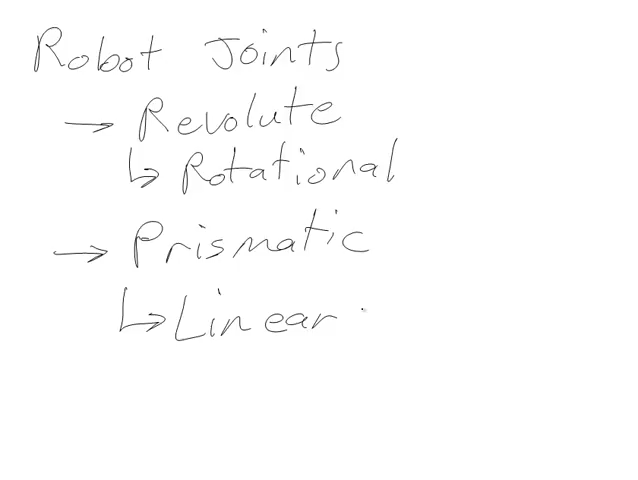 Robot Joints
→ Revolute
↳ Rotational
→ Prismatic
↳ Linear